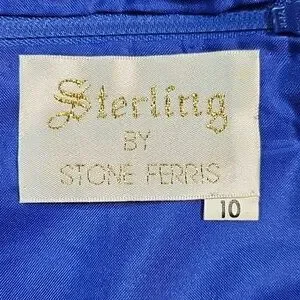 Sterling
BY
STONE FERRIS
10